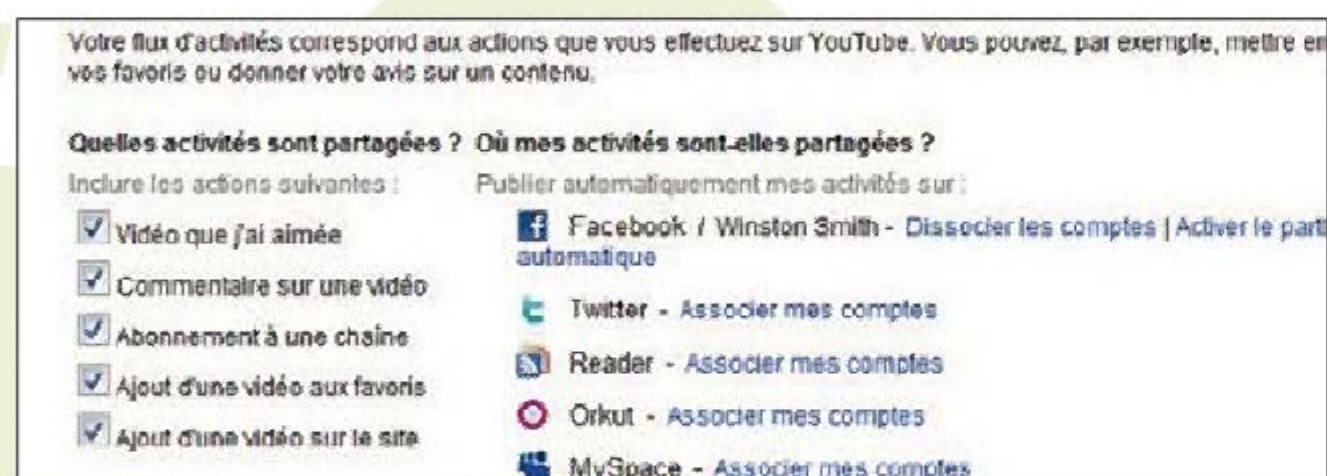 Votre flux d'activités correspond aux actions que vous effectuez sur YouTube. Vous pouvez, par exemple, mettre en
vos favoris ou donner votre avis sur un contenu.
Quelles activités sont partagées ? Où mes activités sont-elles partagées ?
Inclure les actions suivantes :
Vidéo que j'ai aimée
Commentaire sur une vidéo
Abonnement à une chaîne
Ajout d'une vidéo aux favoris
Ajout d'une vidéo sur le site
Publier automatiquement mes activités sur :
Facebook / Winston Smith - Dissocier les comptes | Activer le part
automatique
Twitter - Associer mes comptes
Reader - Associer mes comptes
Orkut - Associer mes comptes
MySpace - Associer mes comptes